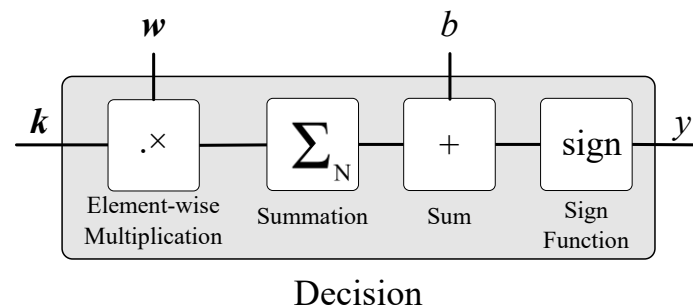 w
b
k
.×
∑N
+
sign
y
Element-wise
Multiplication
Summation
Sum
Sign
Function
Decision